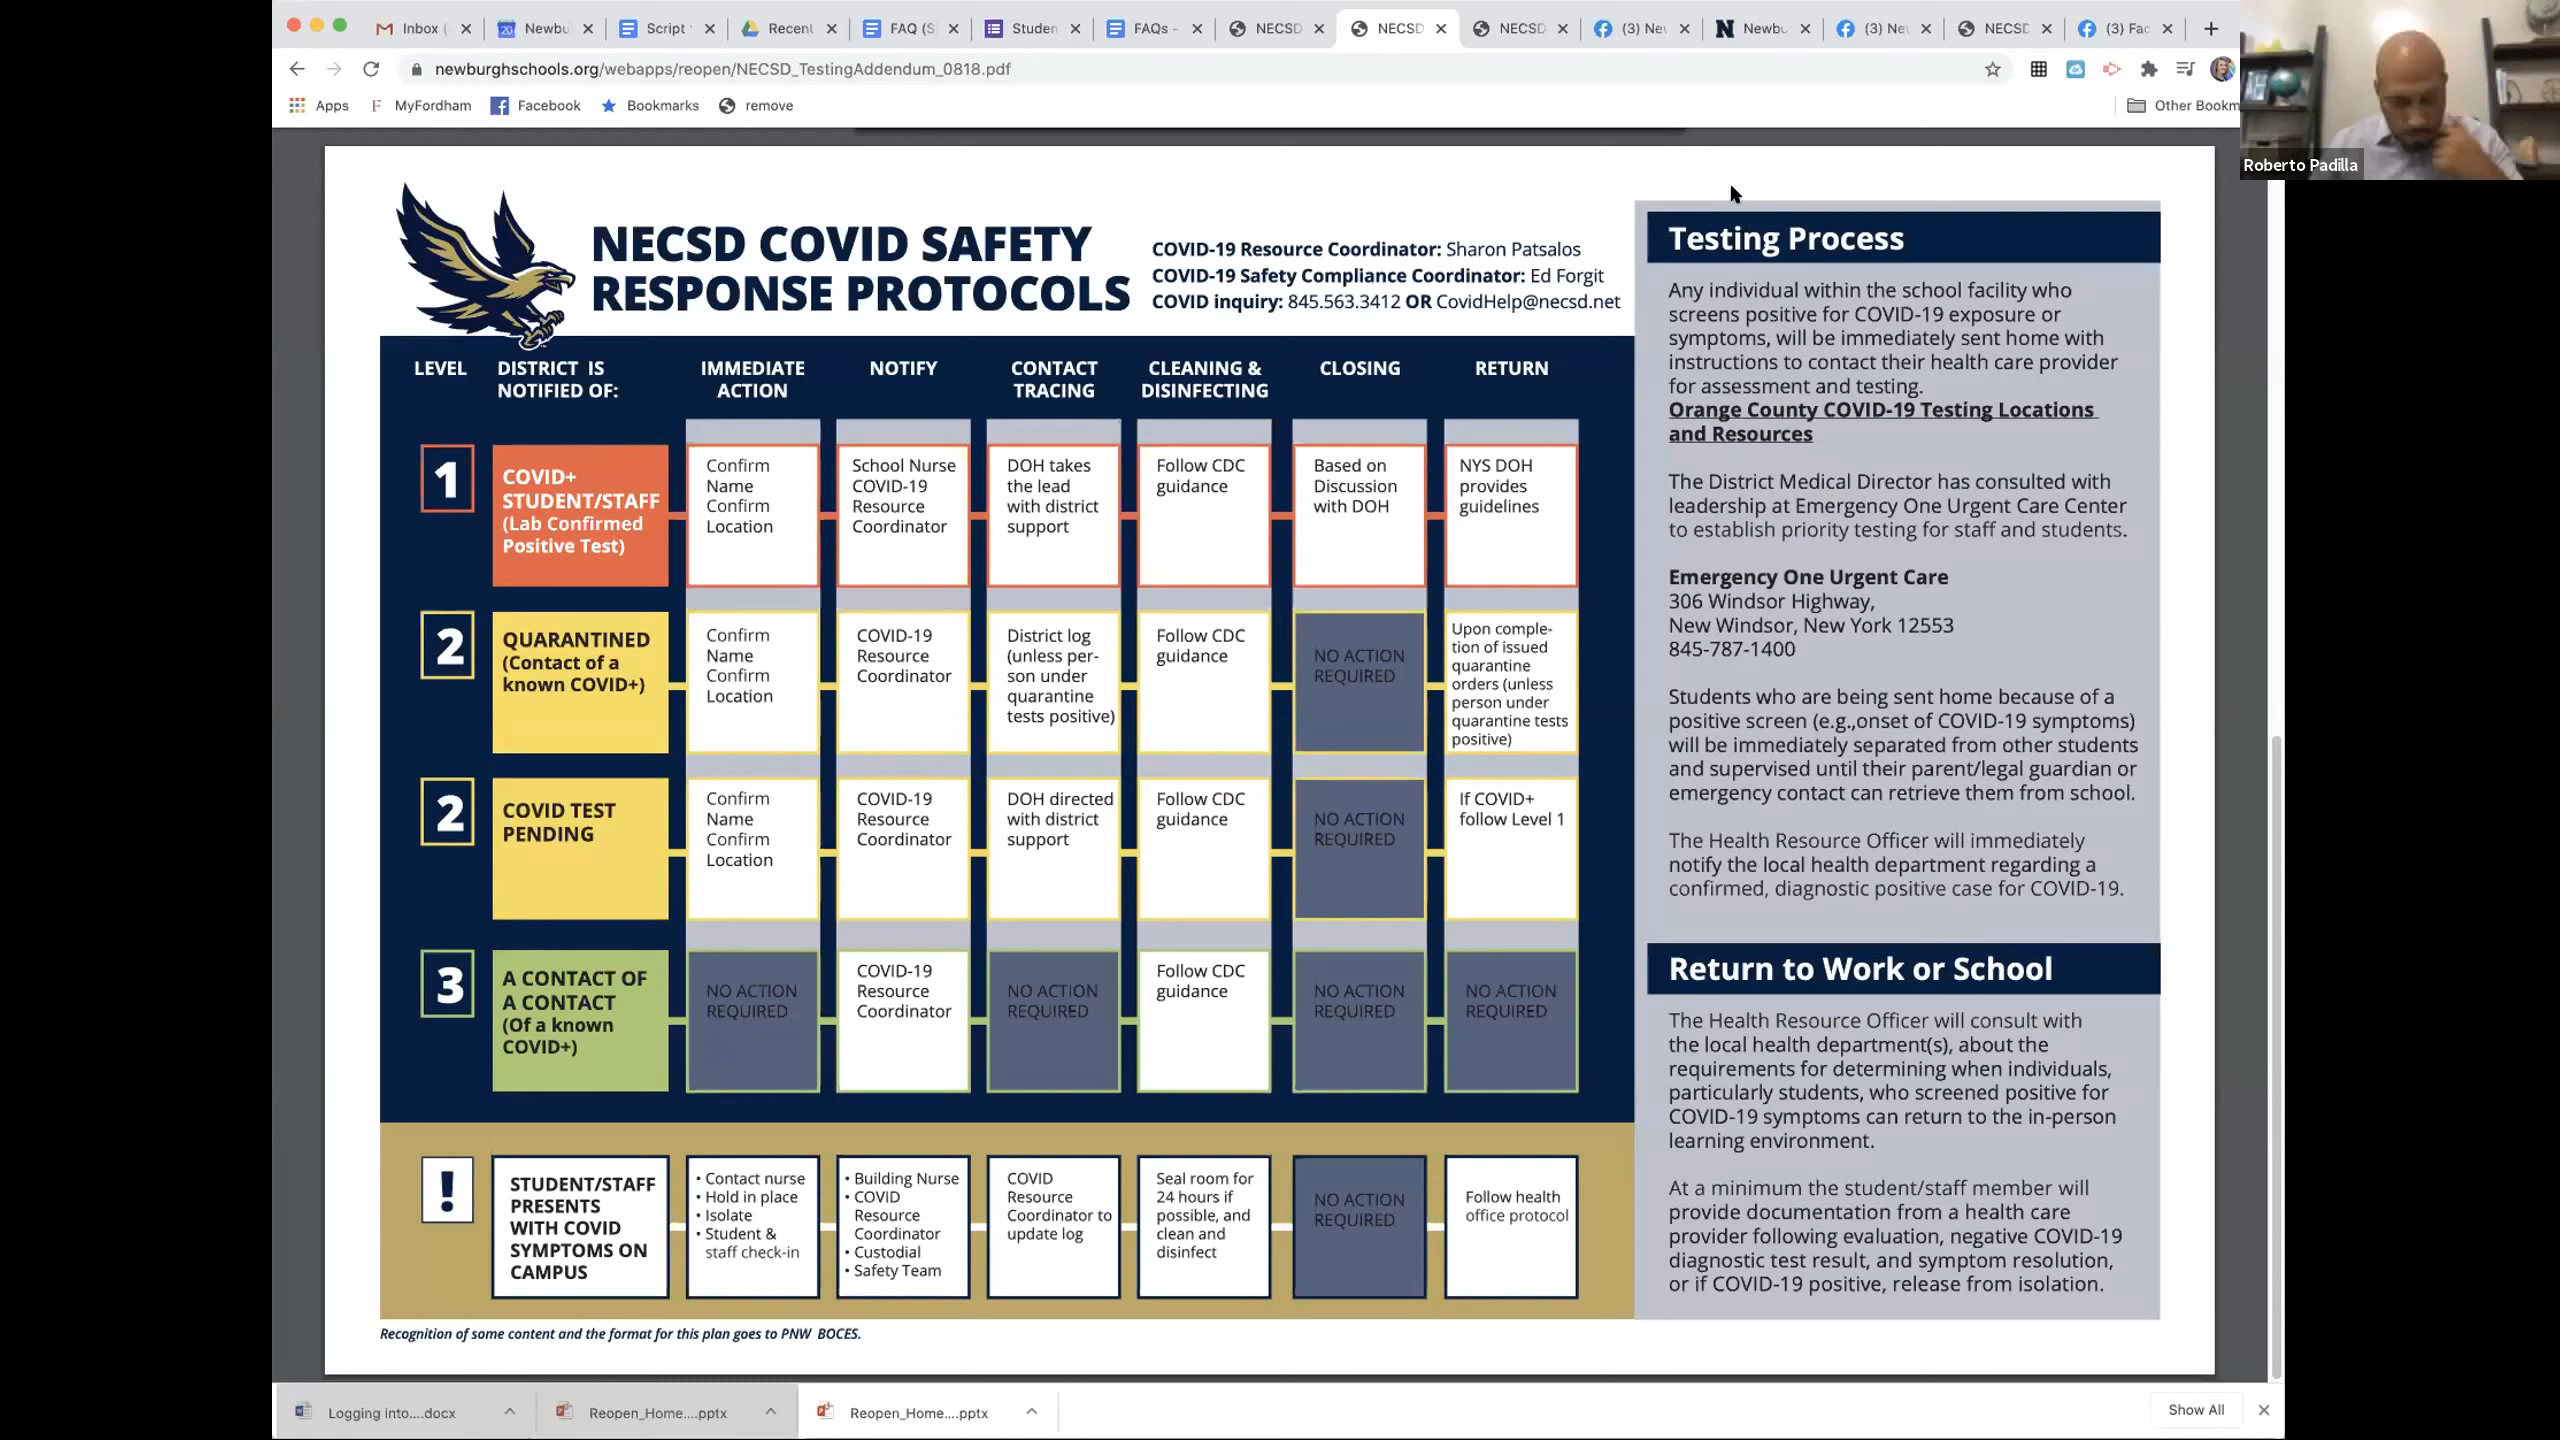 Inbox (
Newbu
Script
Recent
FAQ (S
Studen
FAQs -
NECSD
NECSD
NECSD
(3) Nev
Newbu
(3) Nev
NECSD
(3) Fac
newburghschools.org/webapps/reopen/NECSD_TestingAddendum_0818.pdf
Apps
MyFordham
Facebook
Bookmarks
remove
Other Bookm
Roberto Padilla
NECSD COVID SAFETY
RESPONSE PROTOCOLS
COVID-19 Resource Coordinator: Sharon Patsalos
COVID-19 Safety Compliance Coordinator: Ed Forgit
COVID inquiry: 845.563.3412 OR CovidHelp@necsd.net
LEVEL
DISTRICT IS
NOTIFIED OF:
IMMEDIATE
ACTION
NOTIFY
CONTACT
TRACING
CLEANING &
DISINFECTING
CLOSING
RETURN
1
COVID+
STUDENT/STAFF
(Lab Confirmed
Positive Test)
Confirm
Name
Confirm
Location
School Nurse
COVID-19
Resource
Coordinator
DOH takes
the lead
with district
support
Follow CDC
guidance
Based on
Discussion
with DOH
NYS DOH
provides
guidelines
2
QUARANTINED
(Contact of a
known COVID+)
Confirm
Name
Confirm
Location
COVID-19
Resource
Coordinator
District log
(unless per-
son under
quarantine
tests positive)
Follow CDC
guidance
NO ACTION
REQUIRED
Upon comple-
tion of issued
quarantine
orders (unless
person under
quarantine tests
positive)
2
COVID TEST
PENDING
Confirm
Name
Confirm
Location
COVID-19
Resource
Coordinator
DOH directed
with district
support
Follow CDC
guidance
NO ACTION
REQUIRED
If COVID+
follow Level 1
3
A CONTACT OF
A CONTACT
(Of a known
COVID+)
NO ACTION
REQUIRED
COVID-19
Resource
Coordinator
NO ACTION
REQUIRED
Follow CDC
guidance
NO ACTION
REQUIRED
NO ACTION
REQUIRED
!
STUDENT/STAFF
PRESENTS
WITH COVID
SYMPTOMS ON
CAMPUS
• Contact nurse
• Hold in place
• Isolate
• Student &
staff check-in
• Building Nurse
• COVID
Resource
Coordinator
• Custodial
• Safety Team
COVID
Resource
Coordinator to
update log
Seal room for
24 hours if
possible, and
clean and
disinfect
NO ACTION
REQUIRED
Follow health
office protocol
Recognition of some content and the format for this plan goes to PNW BOCES.
Testing Process
Any individual within the school facility who
screens positive for COVID-19 exposure or
symptoms, will be immediately sent home with
instructions to contact their health care provider
for assessment and testing.
Orange County COVID-19 Testing Locations
and Resources
The District Medical Director has consulted with
leadership at Emergency One Urgent Care Center
to establish priority testing for staff and students.
Emergency One Urgent Care
306 Windsor Highway,
New Windsor, New York 12553
845-787-1400
Students who are being sent home because of a
positive screen (e.g.,onset of COVID-19 symptoms)
will be immediately separated from other students
and supervised until their parent/legal guardian or
emergency contact can retrieve them from school.
The Health Resource Officer will immediately
notify the local health department regarding a
confirmed, diagnostic positive case for COVID-19.
Return to Work or School
The Health Resource Officer will consult with
the local health department(s), about the
requirements for determining when individuals,
particularly students, who screened positive for
COVID-19 symptoms can return to the in-person
learning environment.
At a minimum the student/staff member will
provide documentation from a health care
provider following evaluation, negative COVID-19
diagnostic test result, and symptom resolution,
or if COVID-19 positive, release from isolation.
Logging into....docx
Reopen_Home....pptx
Reopen_Home....pptx
Show All